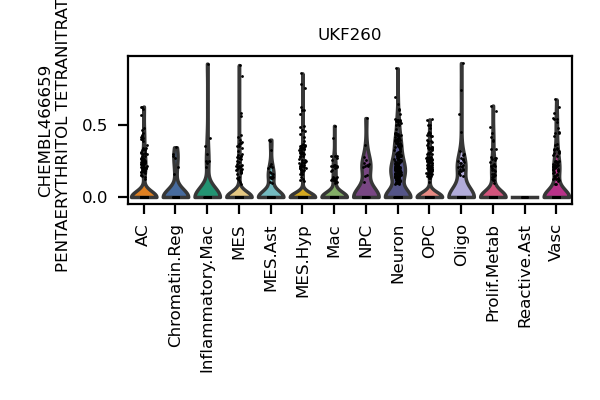 UKF260
CHEMBL466659
PENTAERYTHRITOL TETRANITRAT
0.5
0.0
AC
Chromatin.Reg
Inflammatory.Mac
MES
MES.Ast
MES.Hyp
Mac
NPC
Neuron
OPC
Oligo
Prolif.Metab
Reactive.Ast
Vasc